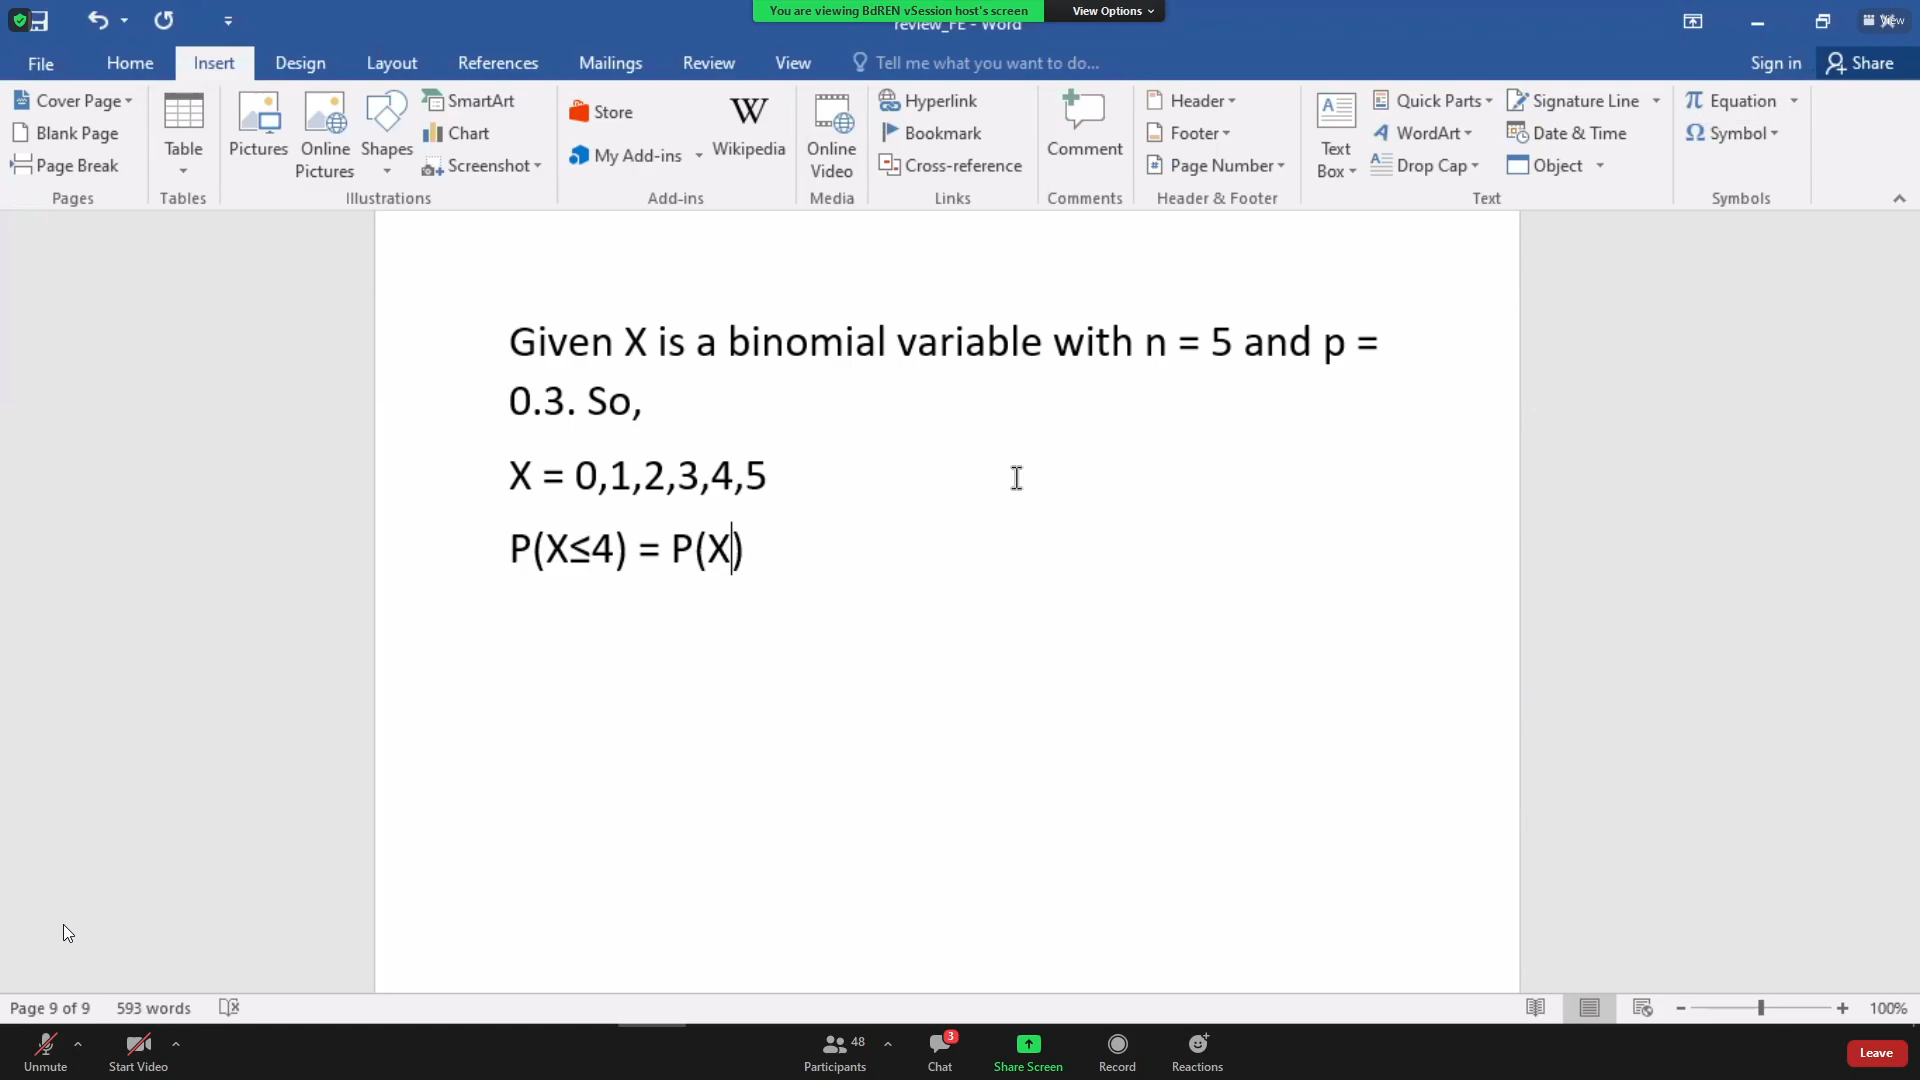 You are viewing BdREN vSession host's screen View Options
review_FE - Word View
File Home Insert Design Layout References Mailings Review View Tell me what you want to do... Sign in Share
Cover Page
Blank Page
Page Break
Pages
Table
Tables
Pictures
Online Pictures
Shapes
SmartArt
Chart
Screenshot
Illustrations
Store
My Add-ins
Wikipedia
Add-ins
Online Video
Media
Hyperlink
Bookmark
Cross-reference
Links
Comment
Comments
Header
Footer
Page Number
Header & Footer
Text Box
Quick Parts
WordArt
Drop Cap
Signature Line
Date & Time
Object
Text
Equation
Symbol
Symbols
Given X is a binomial variable with n = 5 and p =
0.3. So,
X = 0,1,2,3,4,5
P(X≤4) = P(X)
Page 9 of 9 593 words 100%
Unmute Start Video Participants 48 Chat 3 Share Screen Record Reactions Leave